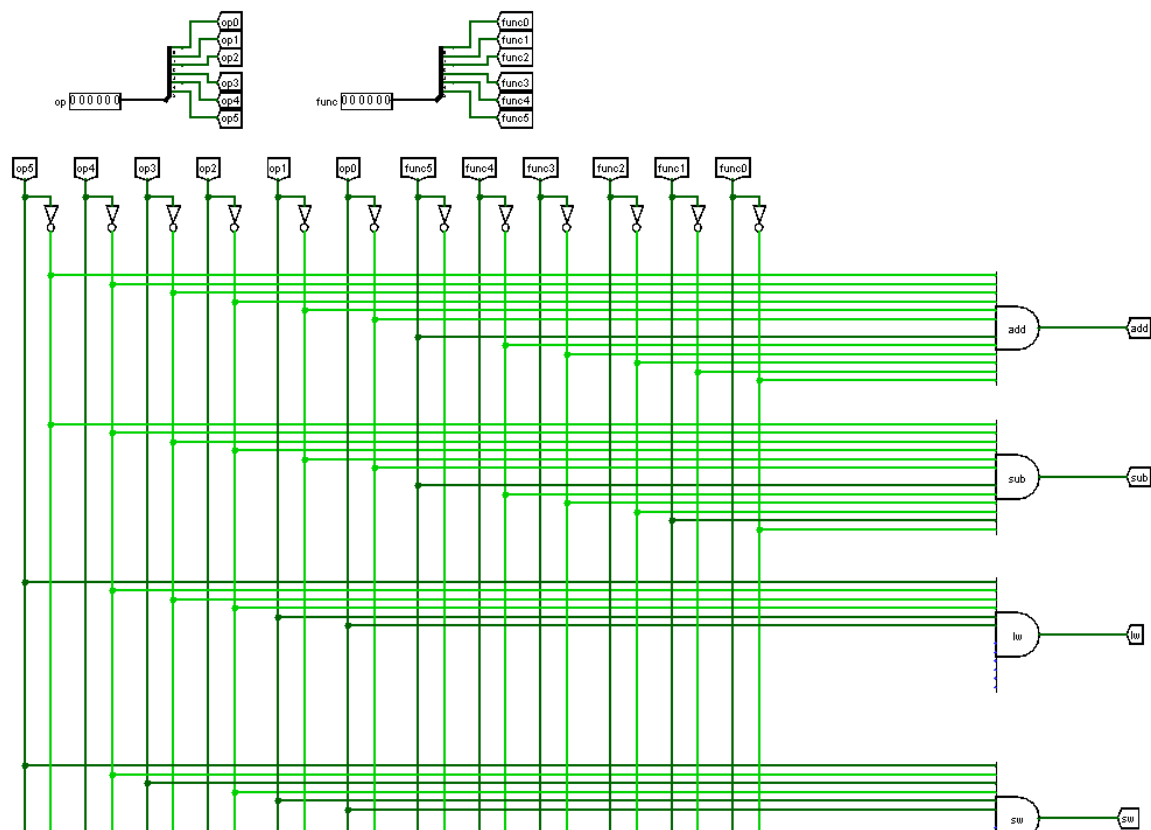 op0
op1
op2
op3
op4
op5
op 000000
func0
func1
func2
func3
func4
func5
func 000000
op5 op4 op3 op2 op1 op0 func5 func4 func3 func2 func1 func0
add add
sub sub
lw lw
sw sw